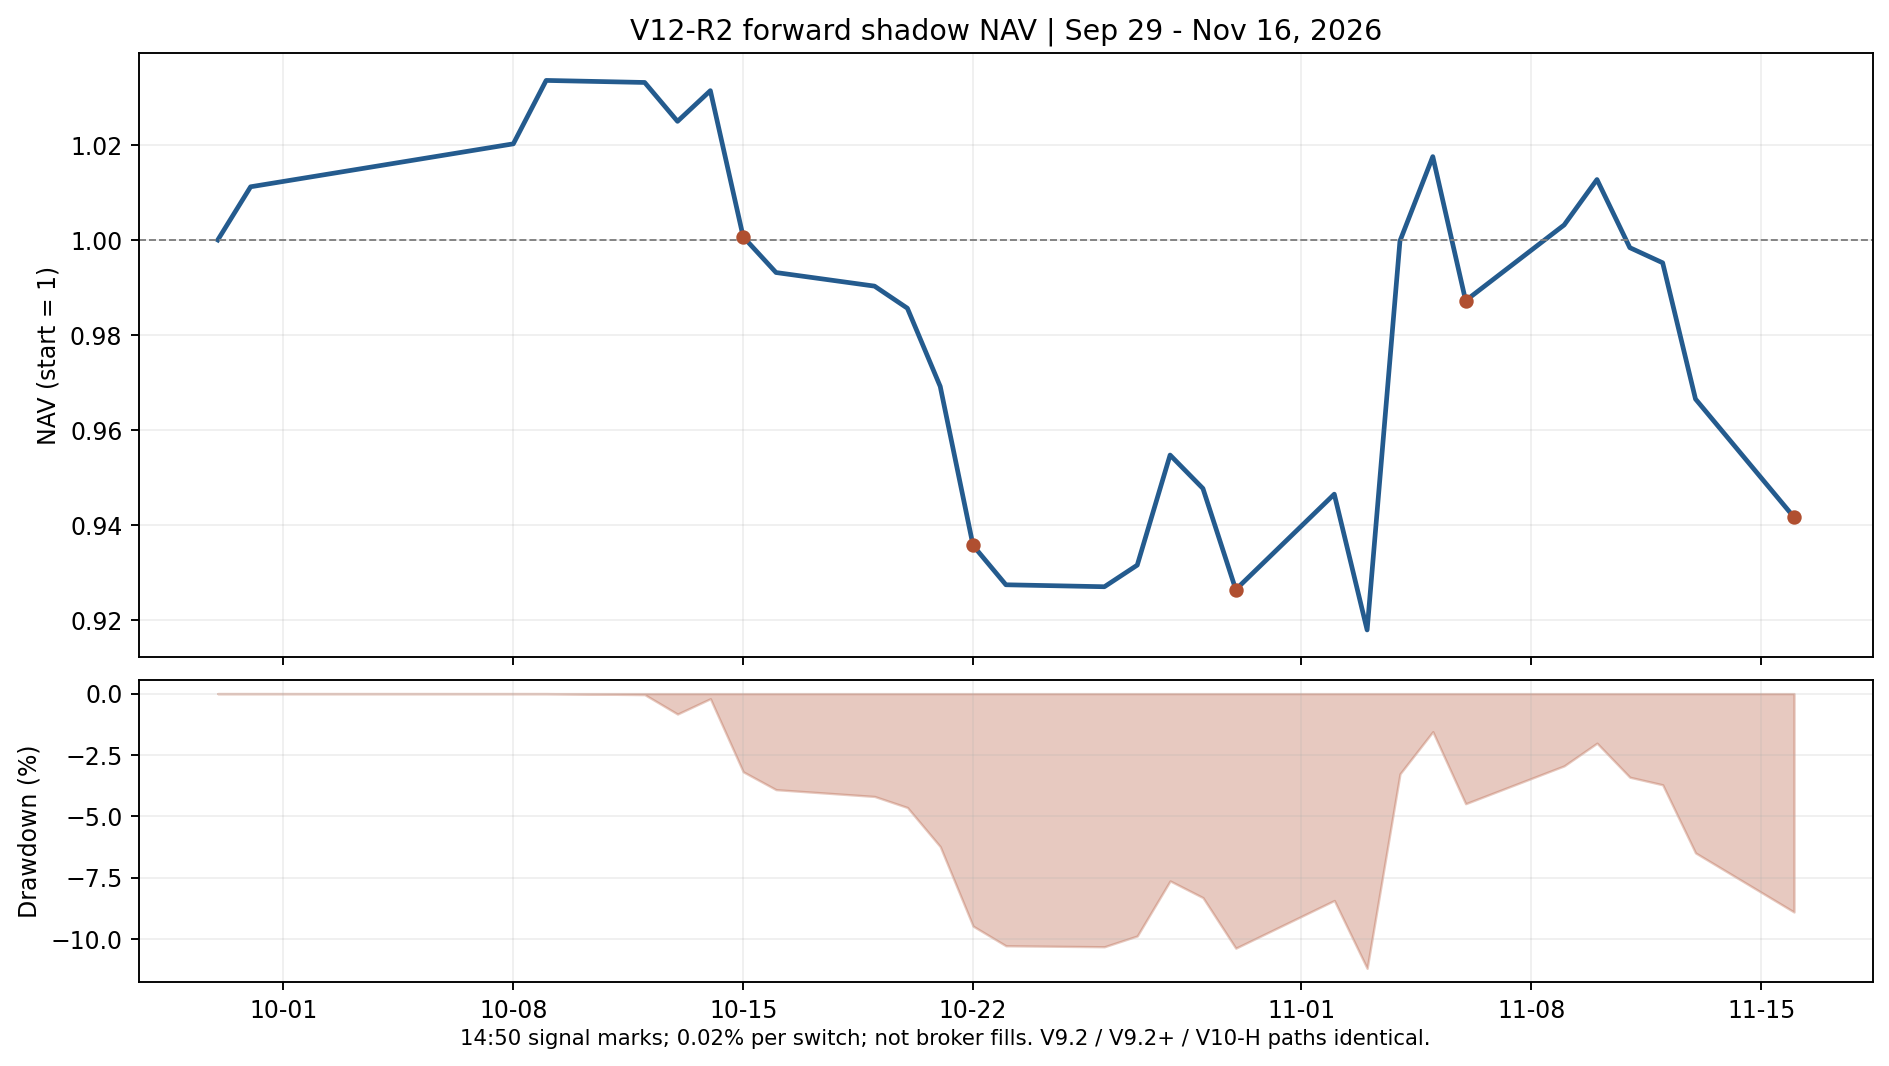 V12-R2 forward shadow NAV | Sep 29 - Nov 16, 2026
NAV (start = 1)
1.02
1.00
0.98
0.96
0.94
0.92
Drawdown (%)
0.0
−2.5
−5.0
−7.5
−10.0
10-01 10-08 10-15 10-22 11-01 11-08 11-15
14:50 signal marks; 0.02% per switch; not broker fills. V9.2 / V9.2+ / V10-H paths identical.